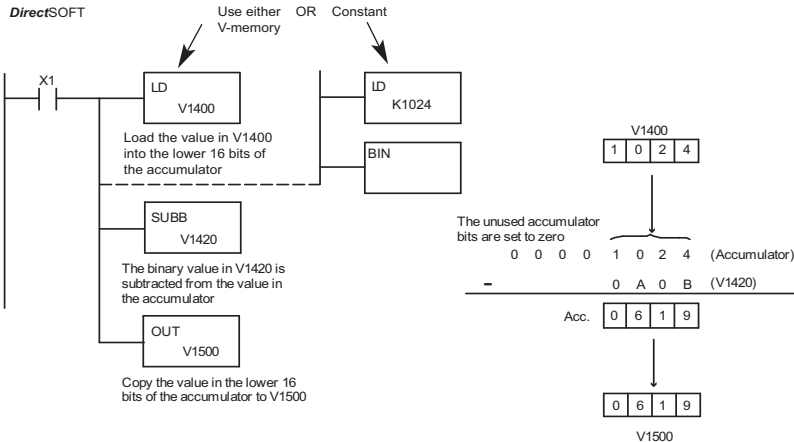 DirectSOFT
Use either OR Constant
V-memory
X1
LD
V1400
Load the value in V1400
into the lower 16 bits of
the accumulator
LD
K1024
BIN
SUBB
V1420
The binary value in V1420 is
subtracted from the value in
the accumulator
OUT
V1500
Copy the value in the lower 16
bits of the accumulator to V1500
V1400
1 0 2 4
The unused accumulator
bits are set to zero
0 0 0 0 1 0 2 4 (Accumulator)
- 0 A 0 B (V1420)
Acc. 0 6 1 9
0 6 1 9
V1500